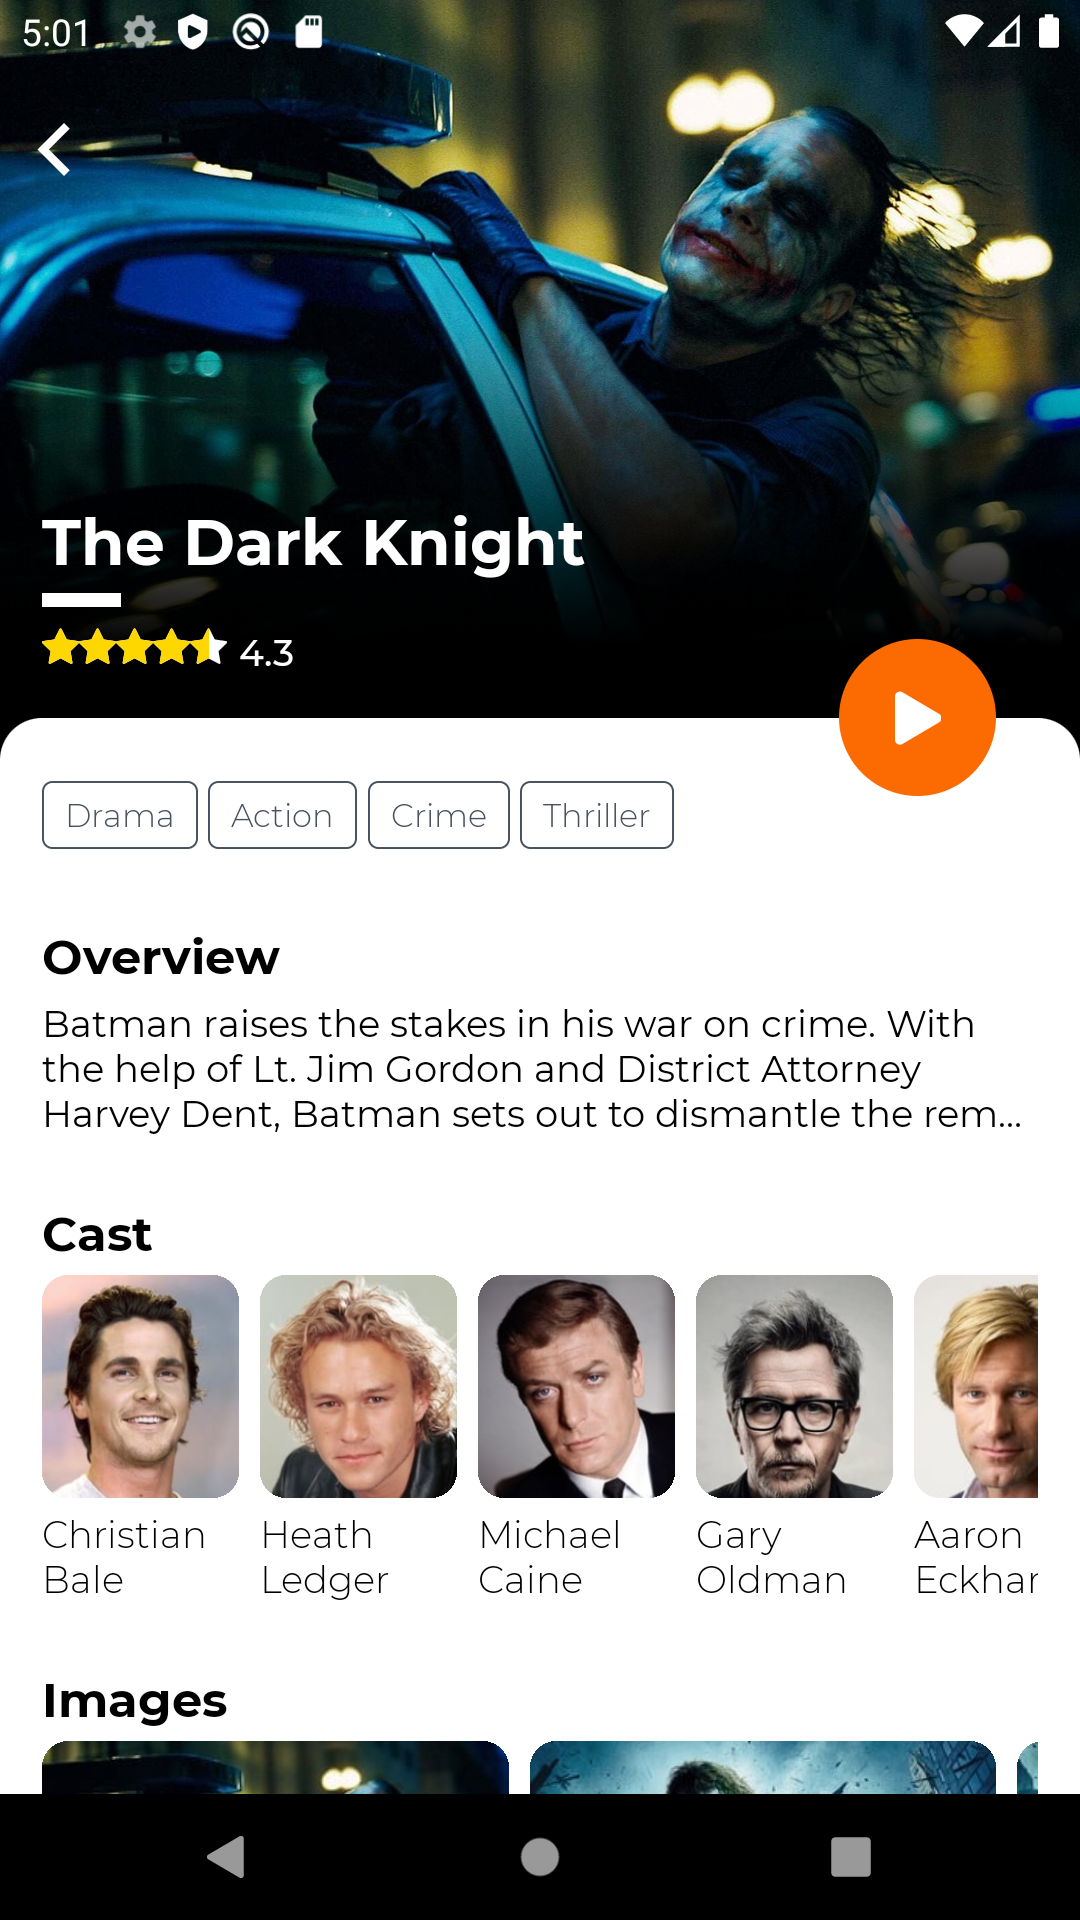 5:01
The Dark Knight
4.3
Drama Action Crime Thriller
Overview
Batman raises the stakes in his war on crime. With
the help of Lt. Jim Gordon and District Attorney
Harvey Dent, Batman sets out to dismantle the rem...
Cast
Christian Bale
Heath Ledger
Michael Caine
Gary Oldman
Aaron Eckhar
Images